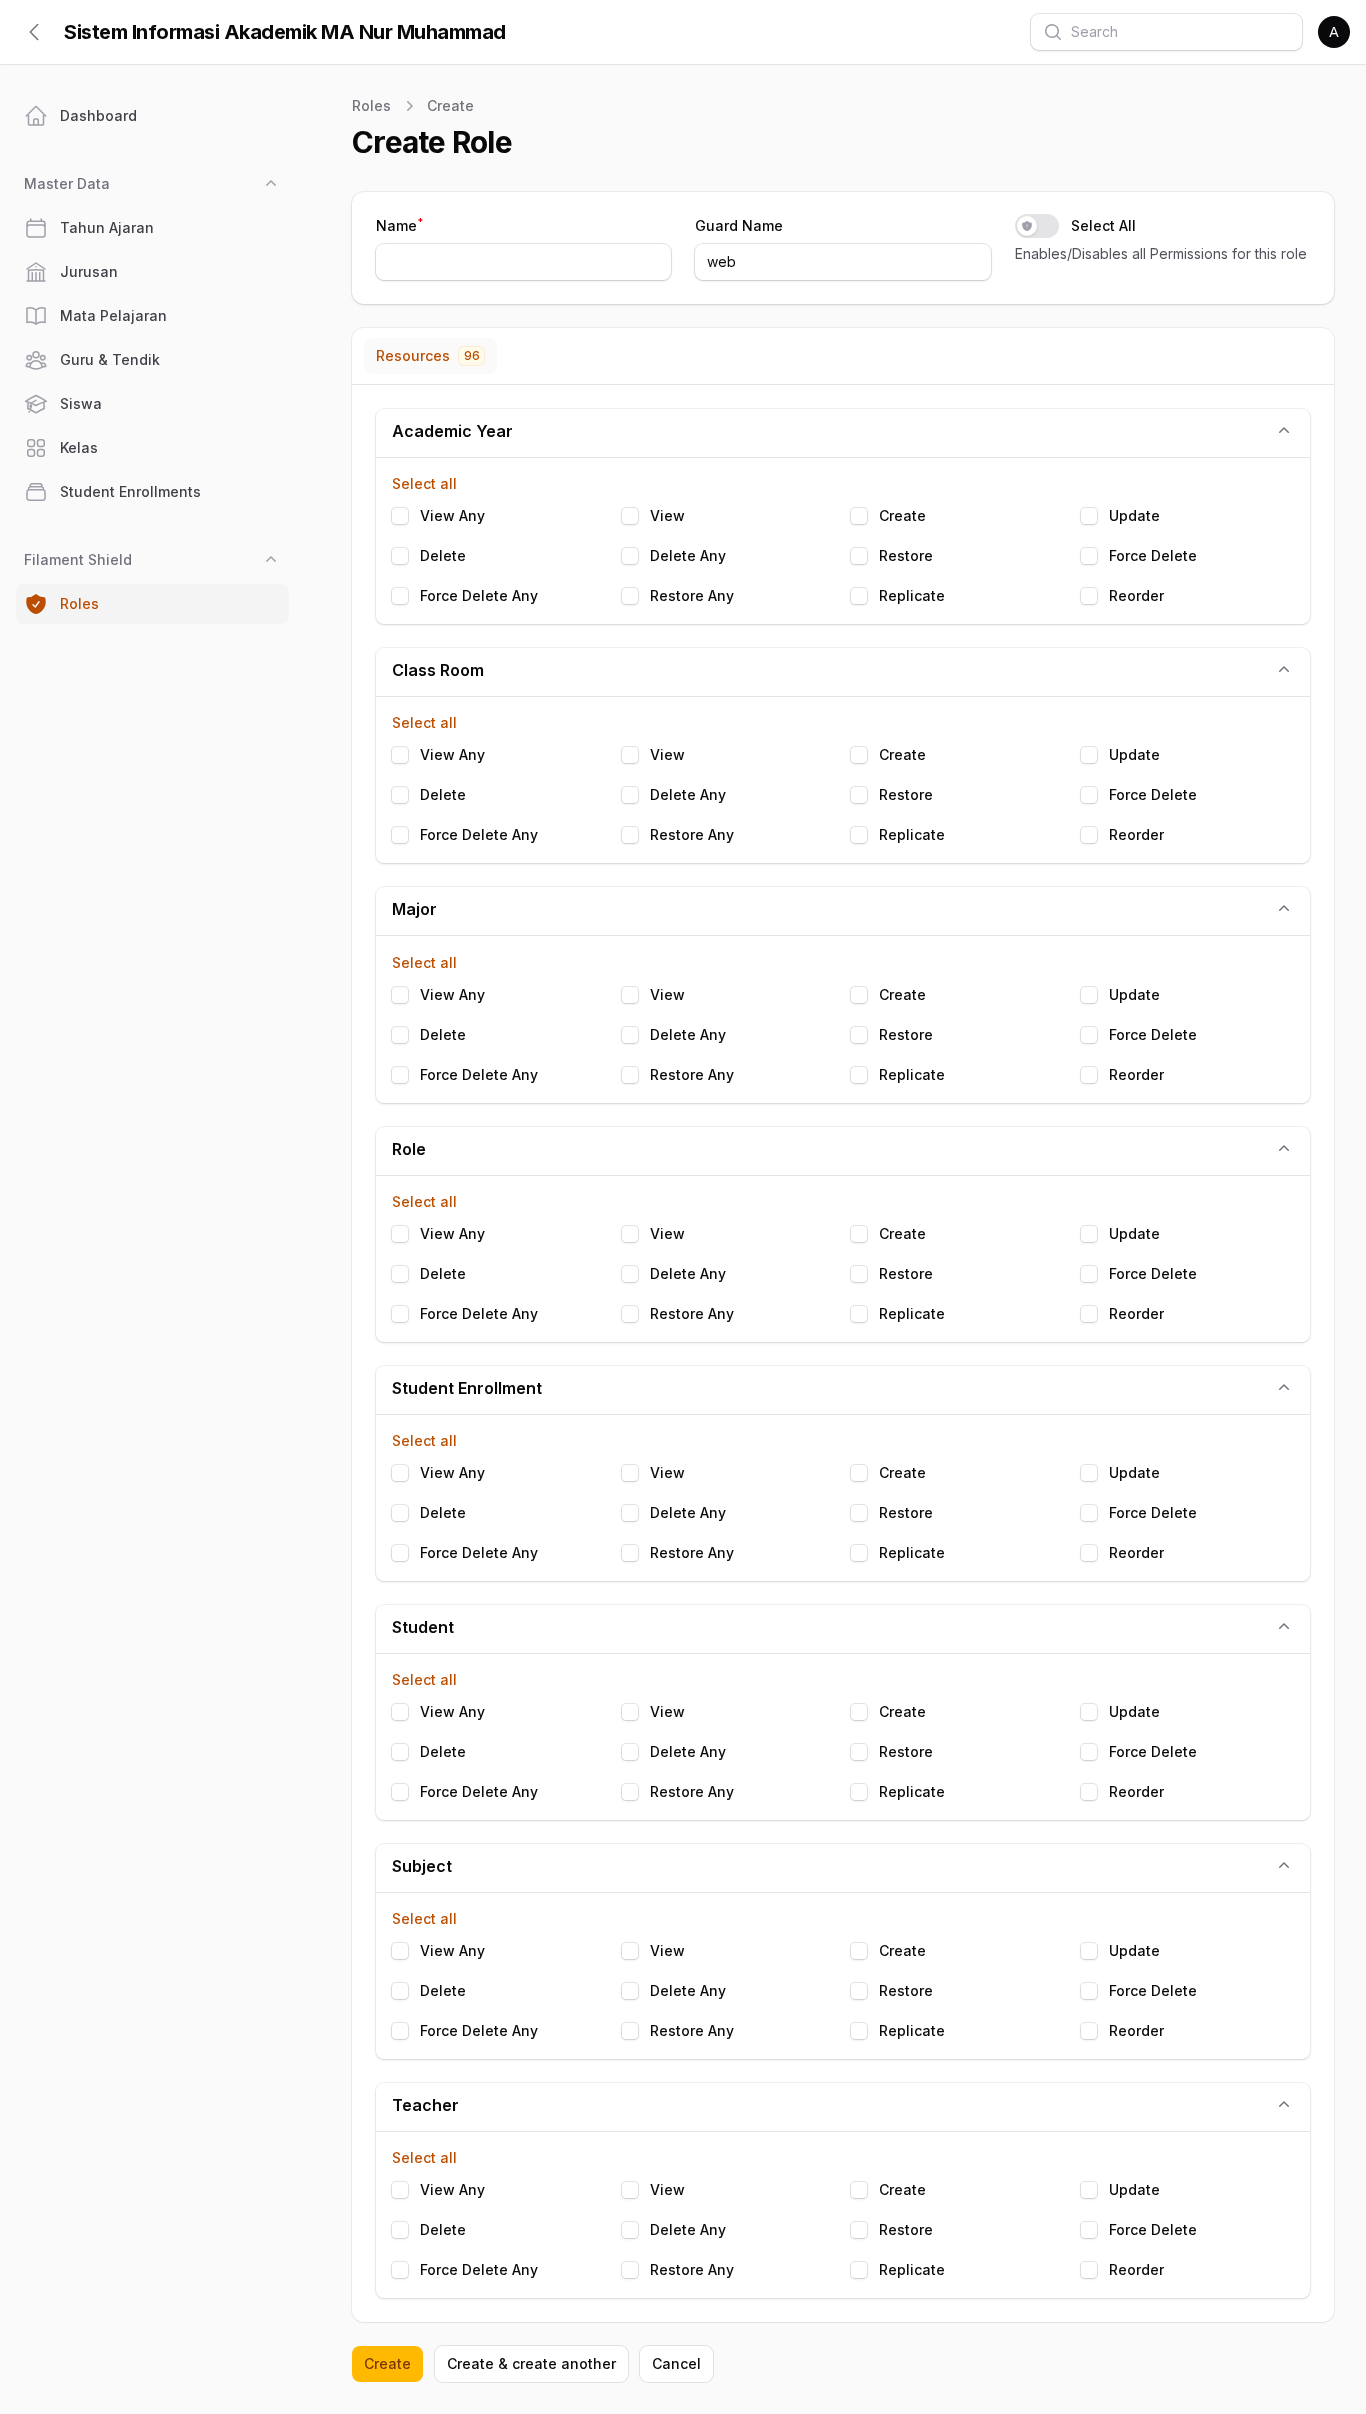 Sistem Informasi Akademik MA Nur Muhammad
Search
A
Dashboard
Master Data
Tahun Ajaran
Jurusan
Mata Pelajaran
Guru & Tendik
Siswa
Kelas
Student Enrollments
Filament Shield
Roles
Roles > Create
Create Role
Name*
Guard Name
Select All
web
Enables/Disables all Permissions for this role
Resources 96
Academic Year
Select all
View Any View Create Update
Delete Delete Any Restore Force Delete
Force Delete Any Restore Any Replicate Reorder
Class Room
Select all
View Any View Create Update
Delete Delete Any Restore Force Delete
Force Delete Any Restore Any Replicate Reorder
Major
Select all
View Any View Create Update
Delete Delete Any Restore Force Delete
Force Delete Any Restore Any Replicate Reorder
Role
Select all
View Any View Create Update
Delete Delete Any Restore Force Delete
Force Delete Any Restore Any Replicate Reorder
Student Enrollment
Select all
View Any View Create Update
Delete Delete Any Restore Force Delete
Force Delete Any Restore Any Replicate Reorder
Student
Select all
View Any View Create Update
Delete Delete Any Restore Force Delete
Force Delete Any Restore Any Replicate Reorder
Subject
Select all
View Any View Create Update
Delete Delete Any Restore Force Delete
Force Delete Any Restore Any Replicate Reorder
Teacher
Select all
View Any View Create Update
Delete Delete Any Restore Force Delete
Force Delete Any Restore Any Replicate Reorder
Create Create & create another Cancel